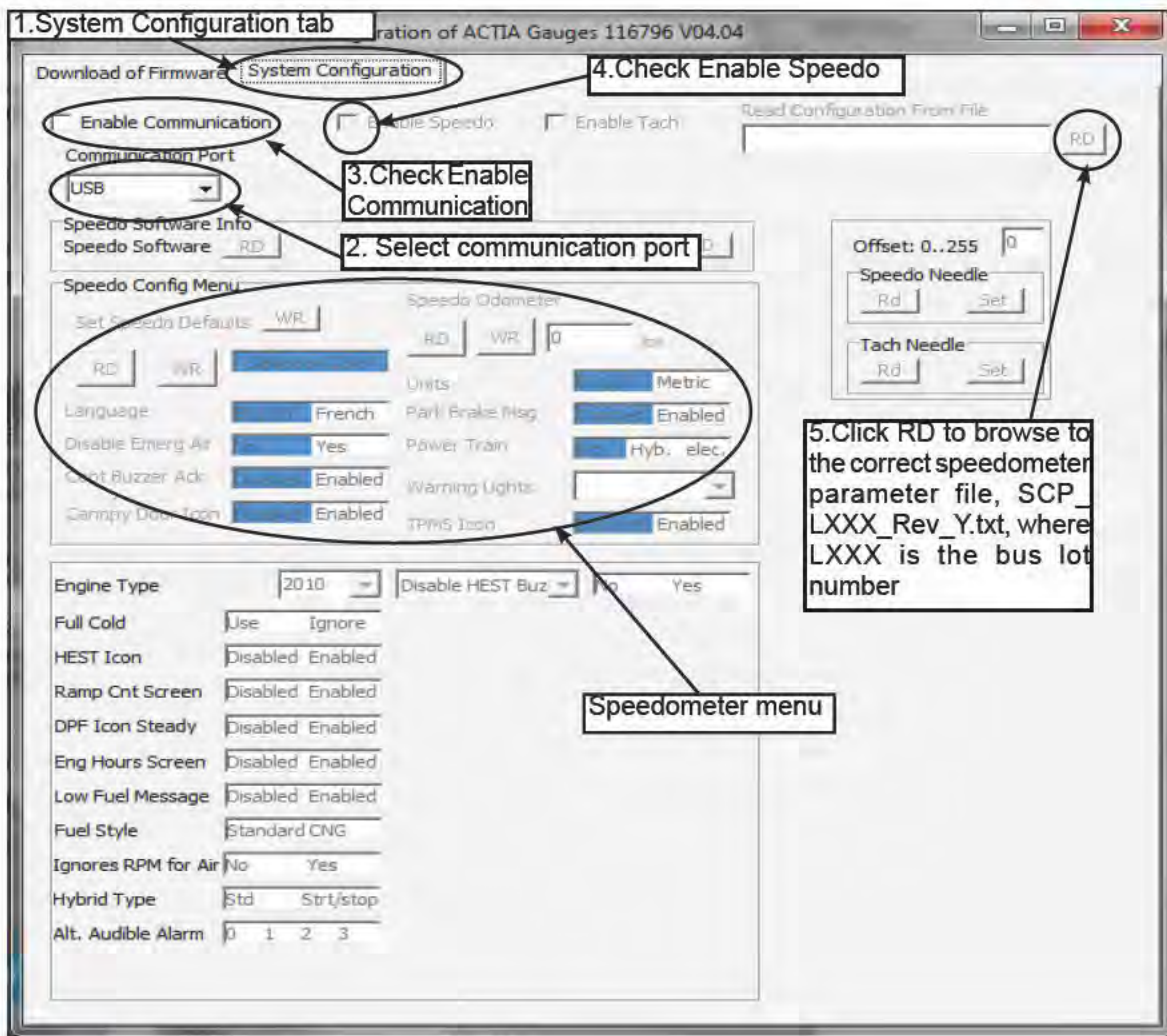 1.System Configuration tab
ration of ACTIA Gauges 116796 V04.04
Download of Firmware System Configuration
4.Check Enable Speedo
Enable Communication Enable Speedo Enable Tach
Read Configuration From File
RD
Communication Port
USB
3.Check Enable
Communication
Speedo Software Info
Speedo Software RD
2. Select communication port
Offset: 0..255 0
Speedo Needle
Rd Set
Tach Needle
Rd Set
Speedo Config Menu
Set Speedo Defaults WR
Speedo Odometer
RD WR 0
RD WR
Units Metric
Language French Park Brake Msg Enabled
Disable Emerg Air Yes Power Train Hyb. elec.
Cont Buzzer Ack Enabled Warning Lights
Canopy Door Icon Enabled TPMS Icon Enabled
5.Click RD to browse to
the correct speedometer
parameter file, SCP_
LXXX_Rev_Y.txt, where
LXXX is the bus lot
number
Engine Type 2010 Disable HEST Buz No Yes
Full Cold Use Ignore
HEST Icon Disabled Enabled
Ramp Cnt Screen Disabled Enabled
Speedometer menu
DPF Icon Steady Disabled Enabled
Eng Hours Screen Disabled Enabled
Low Fuel Message Disabled Enabled
Fuel Style Standard CNG
Ignores RPM for Air No Yes
Hybrid Type Std Strt/stop
Alt. Audible Alarm 0 1 2 3